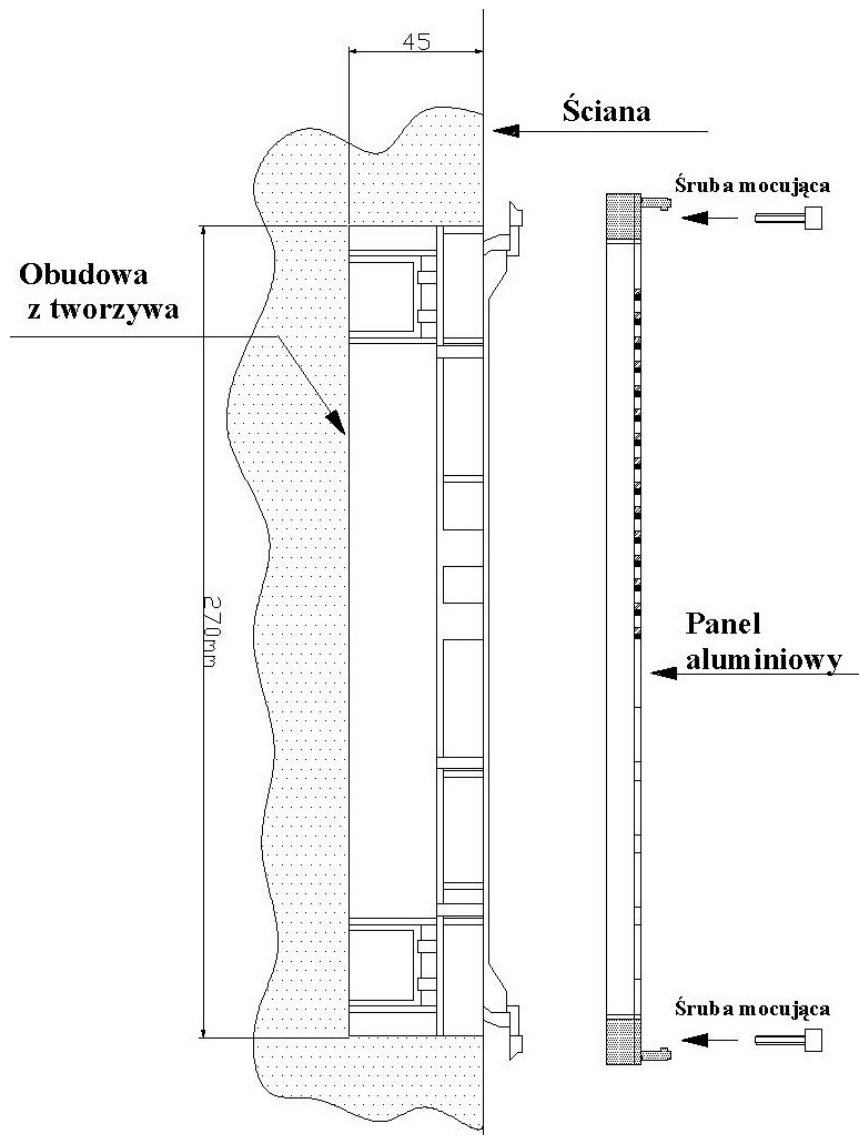 45
Ściana
Śruba mocująca
Obudowa
z tworzywa
270mm
Panel
aluminiowy
Śruba mocująca